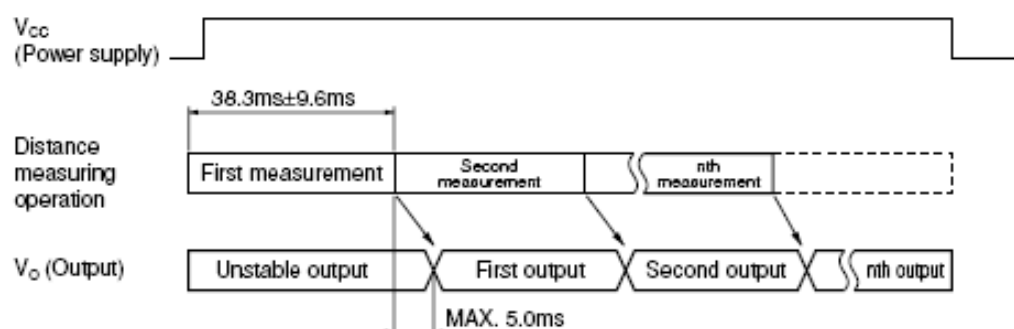 VCC
(Power supply)
38.3ms±9.6ms
Distance
measuring
operation
First measurement
Second
measurement
nth
measurement
VO (Output)
Unstable output
First output
Second output
nth output
MAX. 5.0ms